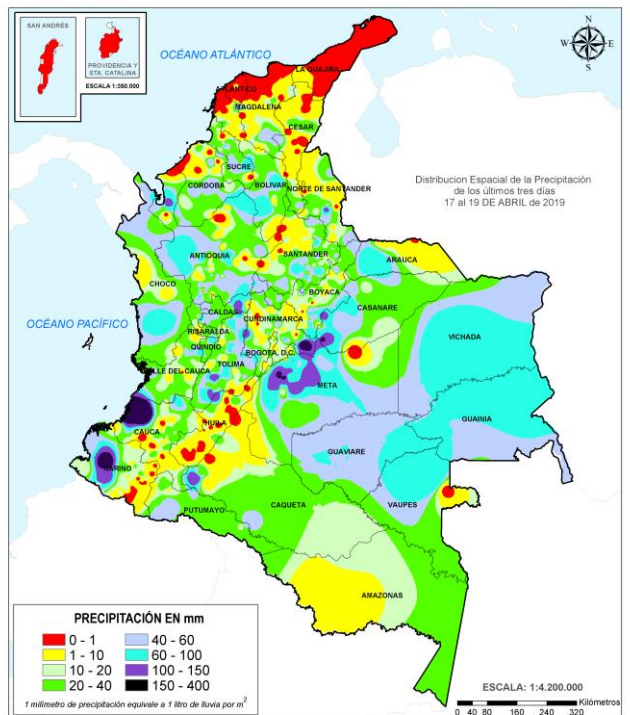 SAN ANDRÉS
PROVIDENCIA Y
STA. CATALINA
ESCALA 1:350.000
OCÉANO ATLÁNTICO
N
W
E
S
LA GUAJIRA
ATLÁNTICO
MAGDALENA
CESAR
SUCRE
CORDOBA
BOLIVAR
NORTE DE SANTANDER
Distribucion Espacial de la Precipitación
de los últimos tres días
17 al 19 DE ABRIL de 2019
ANTIOQUIA
SANTANDER
ARAUCA
CHOCO
BOYACA
CASANARE
OCÉANO PACÍFICO
CALDAS
CUNDINAMARCA
RISARALDA
VICHADA
QUINDÍO
BOGOTA, D.C.
TOLIMA
VALLE DEL CAUCA
META
GUAINIA
CAUCA
HUILA
GUAVIARE
NARIÑO
PUTUMAYO
CAQUETA
VAUPES
AMAZONAS
PRECIPITACIÓN EN mm
0 - 1
40 - 60
1 - 10
60 - 100
10 - 20
100 - 150
20 - 40
150 - 400
1 milimetro de precipitación equivale a 1 litro de lluvia por m2
ESCALA: 1:4.200.000
Kilómetros
0 40 80 160 240 320